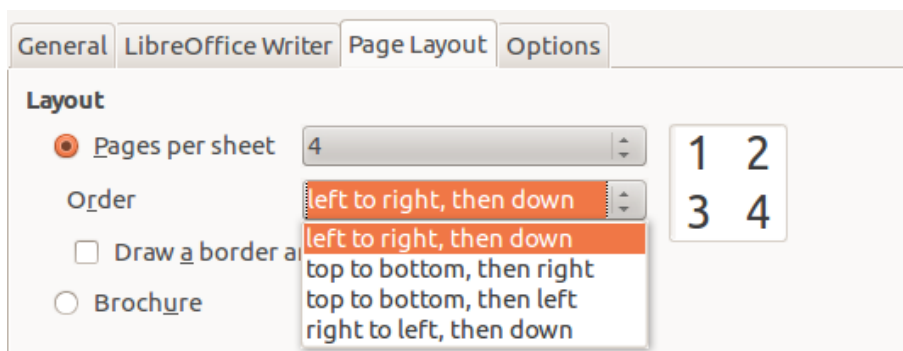 General LibreOffice Writer Page Layout Options
Layout
Pages per sheet 4
1 2
Order left to right, then down
3 4
left to right, then down
Draw a border
top to bottom, then right
top to bottom, then left
Brochure
right to left, then down